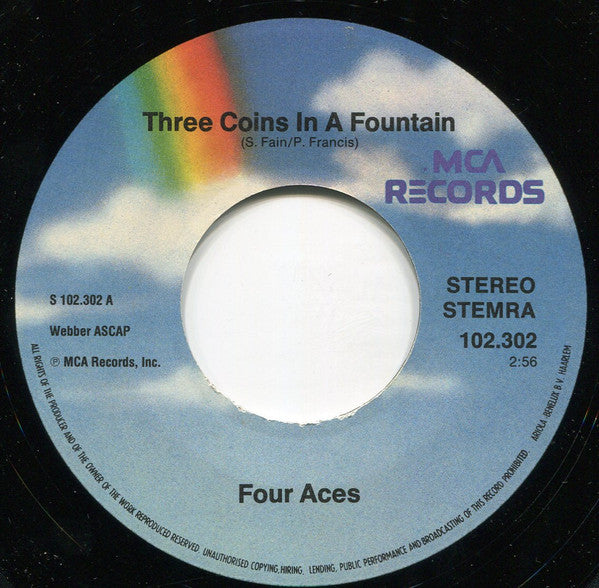 Three Coins In A Fountain
(S. Fain/P. Francis)
MCA
RECORDS
S 102.302 A
Webber ASCAP
℗ MCA Records, Inc.
STEREO
STEMRA
102.302
2:56
Four Aces
ALL RIGHTS OF THE PRODUCER AND OF THE OWNER OF THE WORK REPRODUCED RESERVED UNAUTHORISED COPYING, HIRING, LENDING, PUBLIC PERFORMANCE AND BROADCASTING OF THIS RECORD PROHIBITED. ARIOLA-BENELUX B.V. HAARLEM